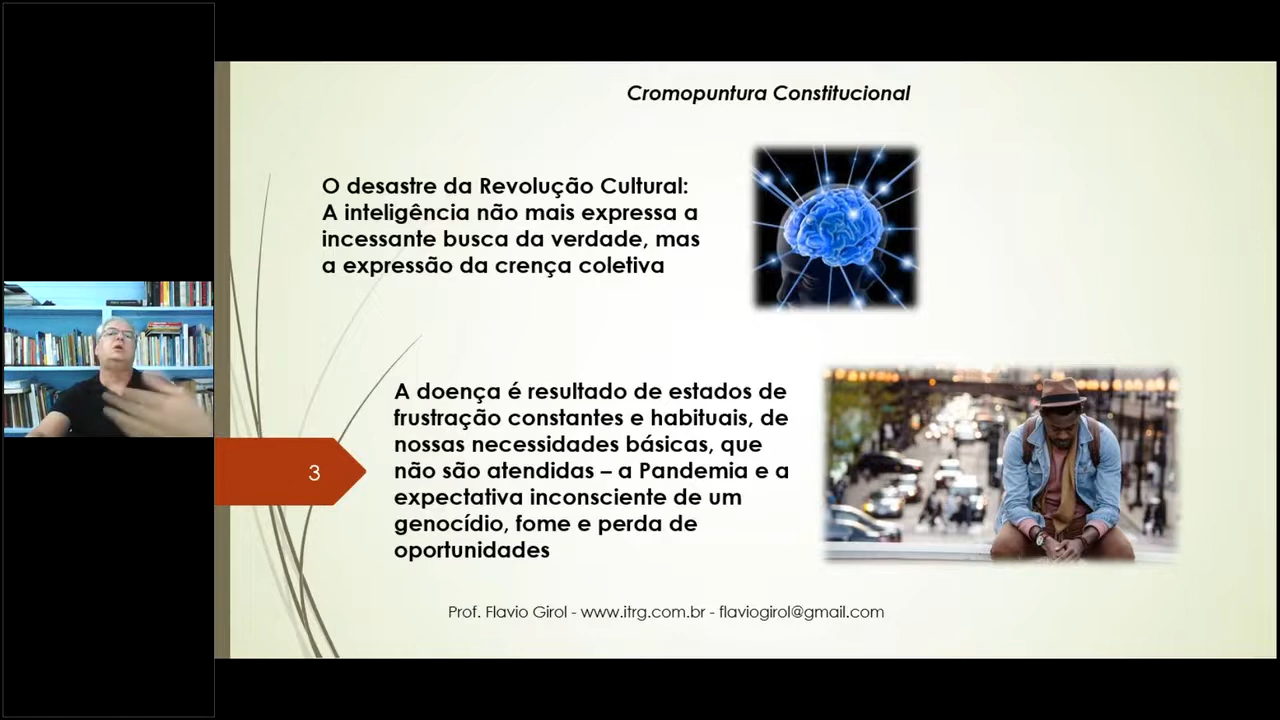 Cromopuntura Constitucional
O desastre da Revolução Cultural:
A inteligência não mais expressa a
incessante busca da verdade, mas
a expressão da crença coletiva
A doença é resultado de estados de
frustração constantes e habituais, de
nossas necessidades básicas, que
não são atendidas – a Pandemia e a
expectativa inconsciente de um
genocídio, fome e perda de
oportunidades
3
Prof. Flavio Girol - www.itrg.com.br - flaviogirol@gmail.com